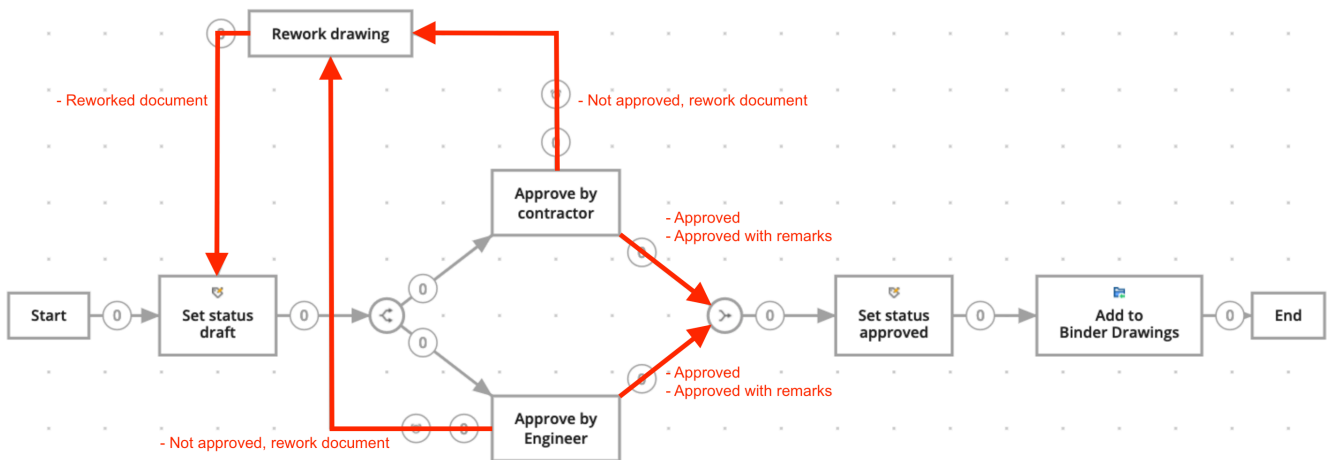 Rework drawing
- Reworked document
- Not approved, rework document
0
Approve by
contractor
- Approved
- Approved with remarks
0
Start
0
Set status
draft
0
0
0
Set status
approved
0
Add to
Binder Drawings
0
End
- Approved
- Approved with remarks
Approve by
Engineer
- Not approved, rework document